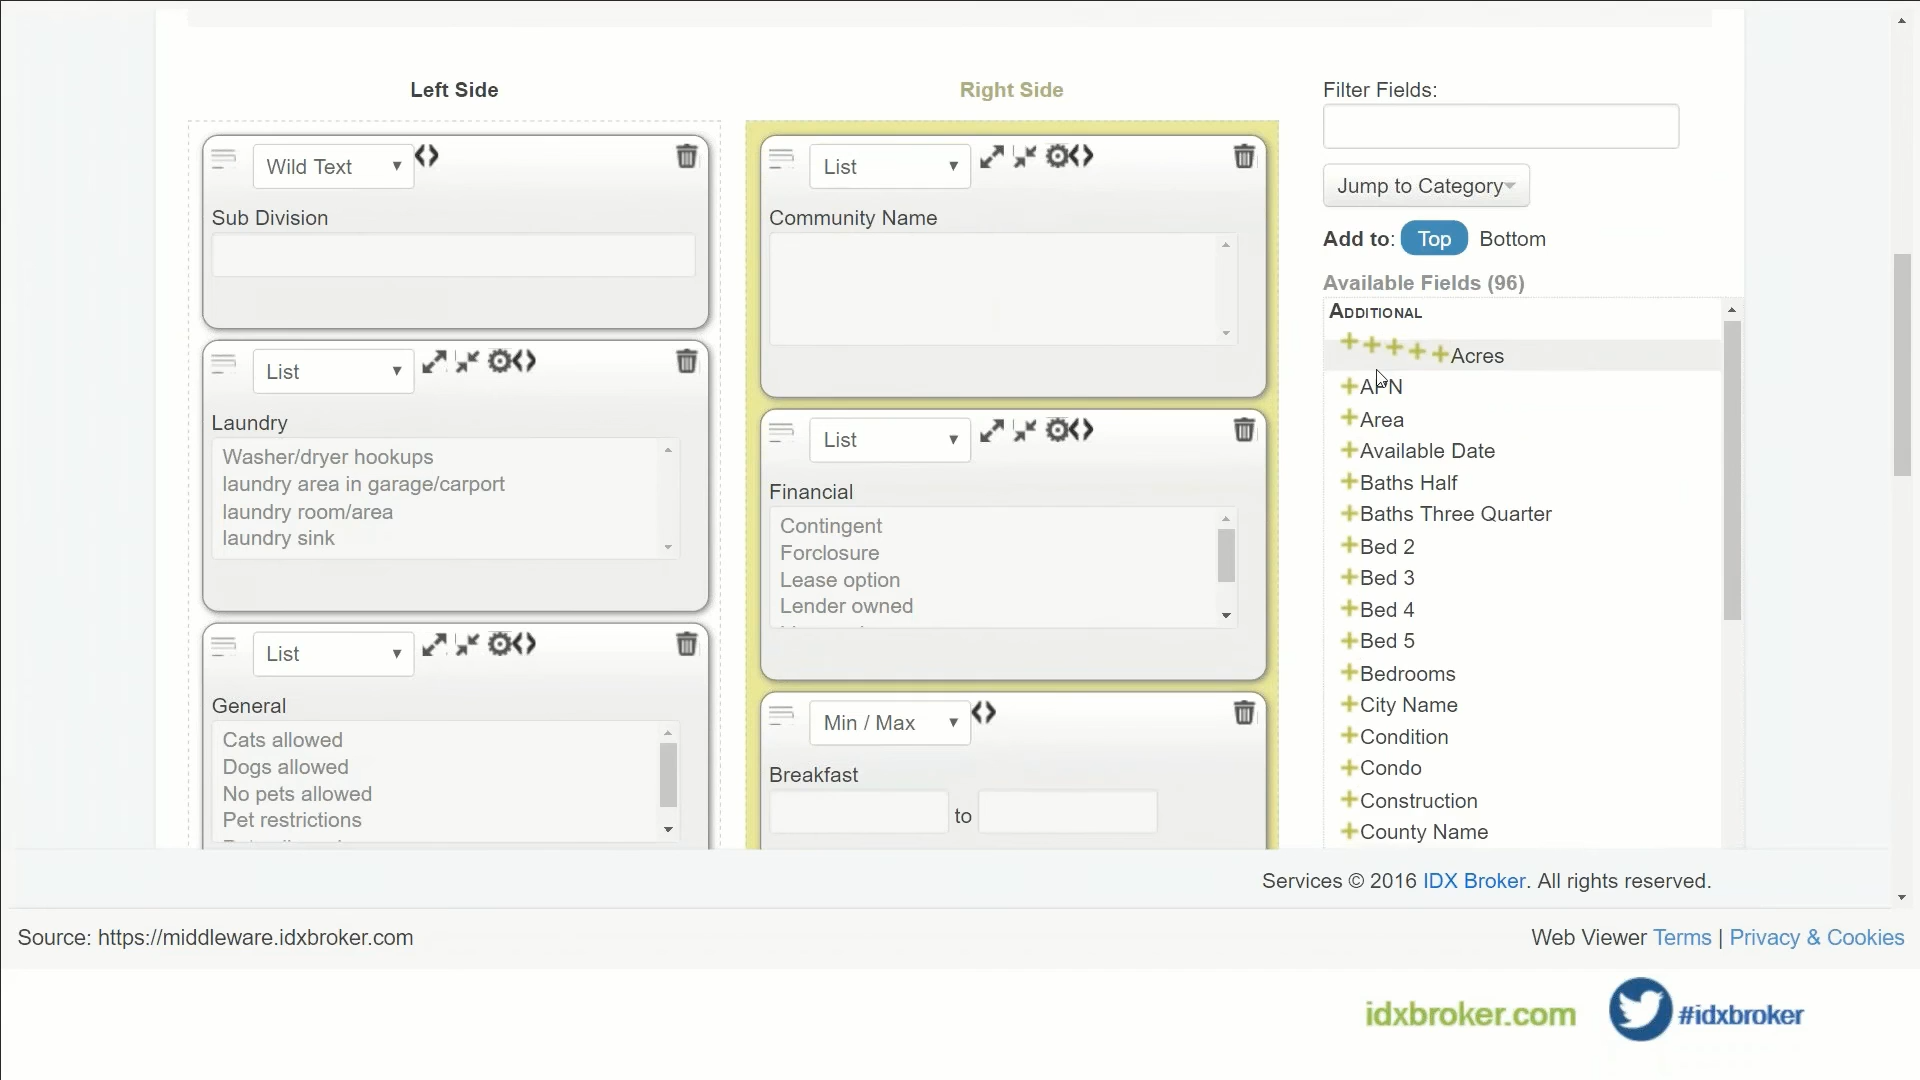 Left Side
Right Side
Filter Fields:
Wild Text
Sub Division
List
Laundry
Washer/dryer hookups
laundry area in garage/carport
laundry room/area
laundry sink
List
General
Cats allowed
Dogs allowed
No pets allowed
Pet restrictions
List
Community Name
List
Financial
Contingent
Forclosure
Lease option
Lender owned
Min / Max
Breakfast
to
Jump to Category
Add to: Top Bottom
Available Fields (96)
Additional
Acres
APN
Area
Available Date
Baths Half
Baths Three Quarter
Bed 2
Bed 3
Bed 4
Bed 5
Bedrooms
City Name
Condition
Condo
Construction
County Name
Services © 2016 IDX Broker. All rights reserved.
Source: https://middleware.idxbroker.com
Web Viewer Terms | Privacy & Cookies
idxbroker.com
#idxbroker